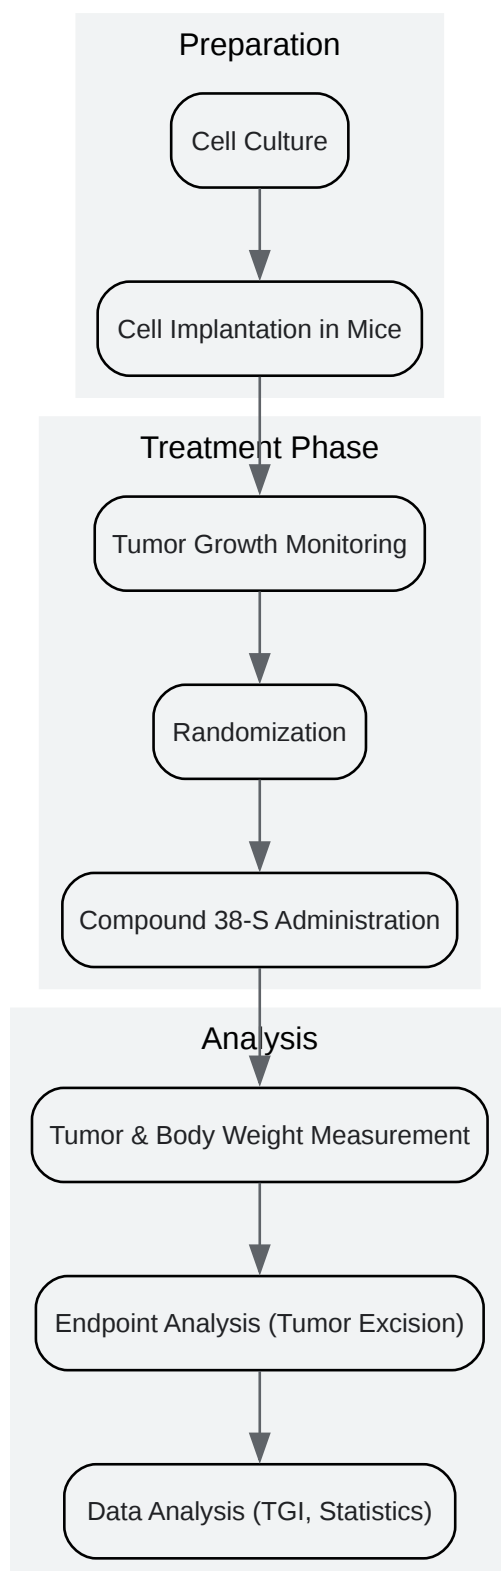 Preparation
Cell Culture
Cell Implantation in Mice
Treatment Phase
Tumor Growth Monitoring
Randomization
Compound 38-S Administration
Analysis
Tumor & Body Weight Measurement
Endpoint Analysis (Tumor Excision)
Data Analysis (TGI, Statistics)